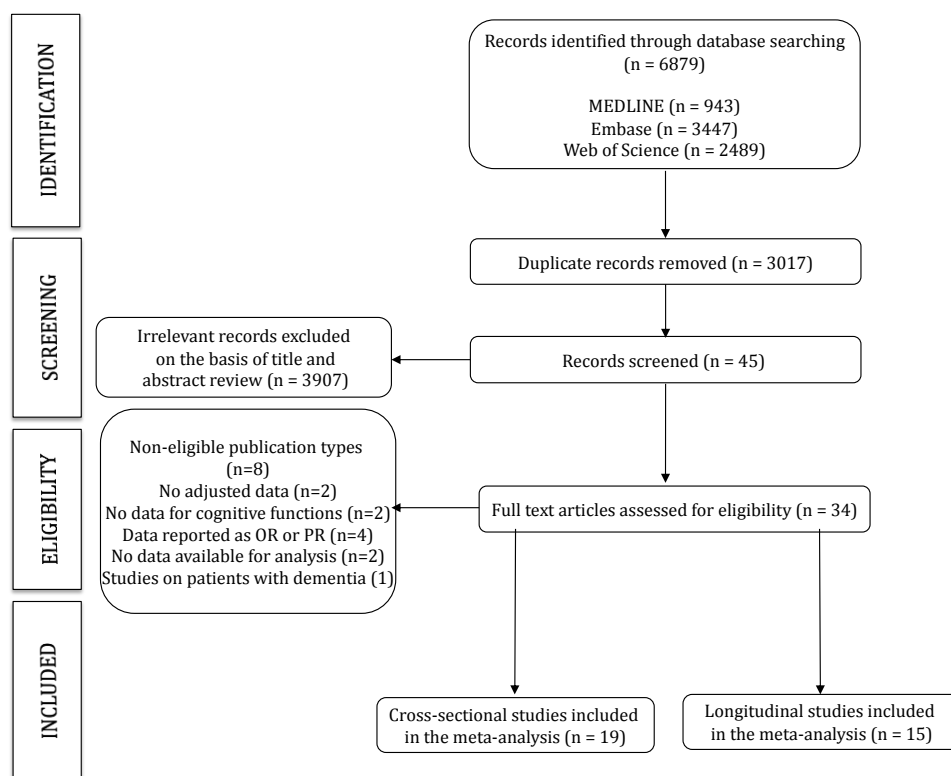 IDENTIFICATION
Records identified through database searching
(n = 6879)
MEDLINE (n = 943)
Embase (n = 3447)
Web of Science (n = 2489)
SCREENING
Duplicate records removed (n = 3017)
Irrelevant records excluded
on the basis of title and
abstract review (n = 3907)
Records screened (n = 45)
ELIGIBILITY
Non-eligible publication types
(n=8)
No adjusted data (n=2)
No data for cognitive functions (n=2)
Data reported as OR or PR (n=4)
No data available for analysis (n=2)
Studies on patients with dementia (1)
Full text articles assessed for eligibility (n = 34)
INCLUDED
Cross-sectional studies included
in the meta-analysis (n = 19)
Longitudinal studies included
in the meta-analysis (n = 15)